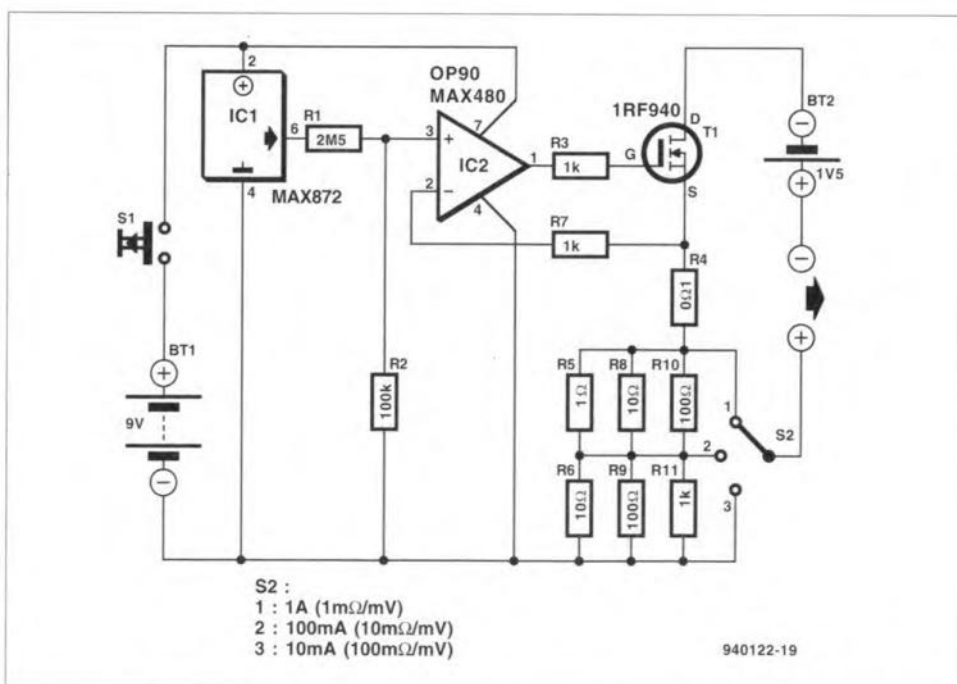 2
IC1
6
4
MAX872
R1
2M5
OP90
MAX480
3
+
7
IC2
2
−
4
1
R3
1k
1RF940
D
T1
G
S
BT2
−
1V5
+
−
+
S1
BT1
+
9V
−
R2
100k
R7
1k
R4
0Ω1
R5
1Ω
R8
10Ω
R10
100Ω
1
2
S2
3
R6
10Ω
R9
100Ω
R11
1k
S2 :
1 : 1A (1mΩ/mV)
2 : 100mA (10mΩ/mV)
3 : 10mA (100mΩ/mV)
940122-19